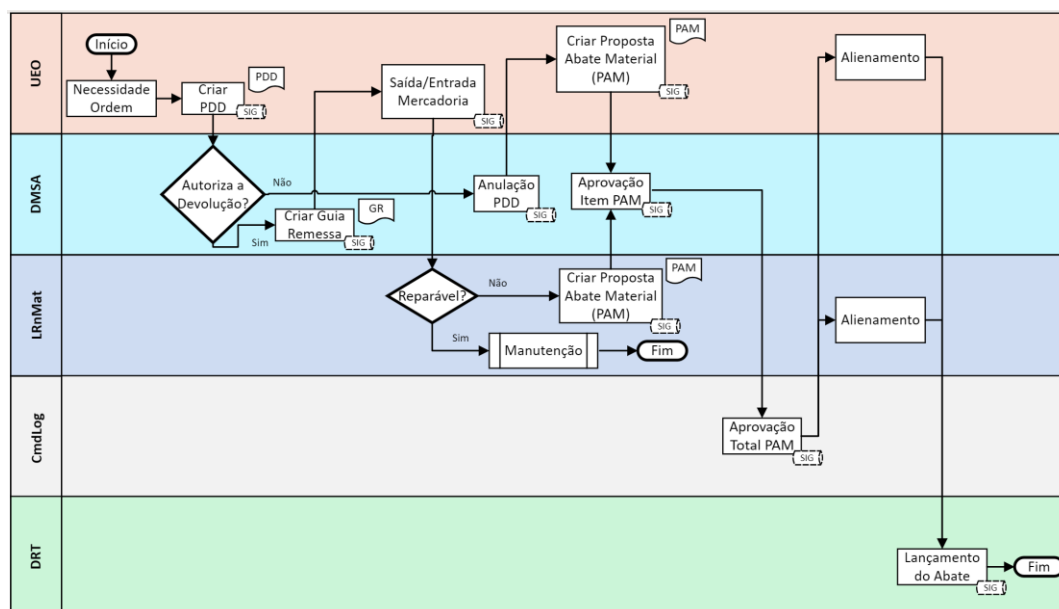 UEO
Início
Necessidade
Ordem
Criar
PDD
PDD
SIG
Saída/Entrada
Mercadoria
SIG
Criar Proposta
Abate Material
(PAM)
PAM
SIG
Alienamento
DMSA
Autoriza a
Devolução?
Não
Sim
Criar Guia
Remessa
GR
SIG
Anulação
PDD
SIG
Aprovação
Item PAM
SIG
LRnMat
Reparável?
Não
Sim
Criar Proposta
Abate Material
(PAM)
PAM
SIG
Manutenção
Fim
Alienamento
CmdLog
Aprovação
Total PAM
SIG
DRT
Lançamento
do Abate
SIG
Fim